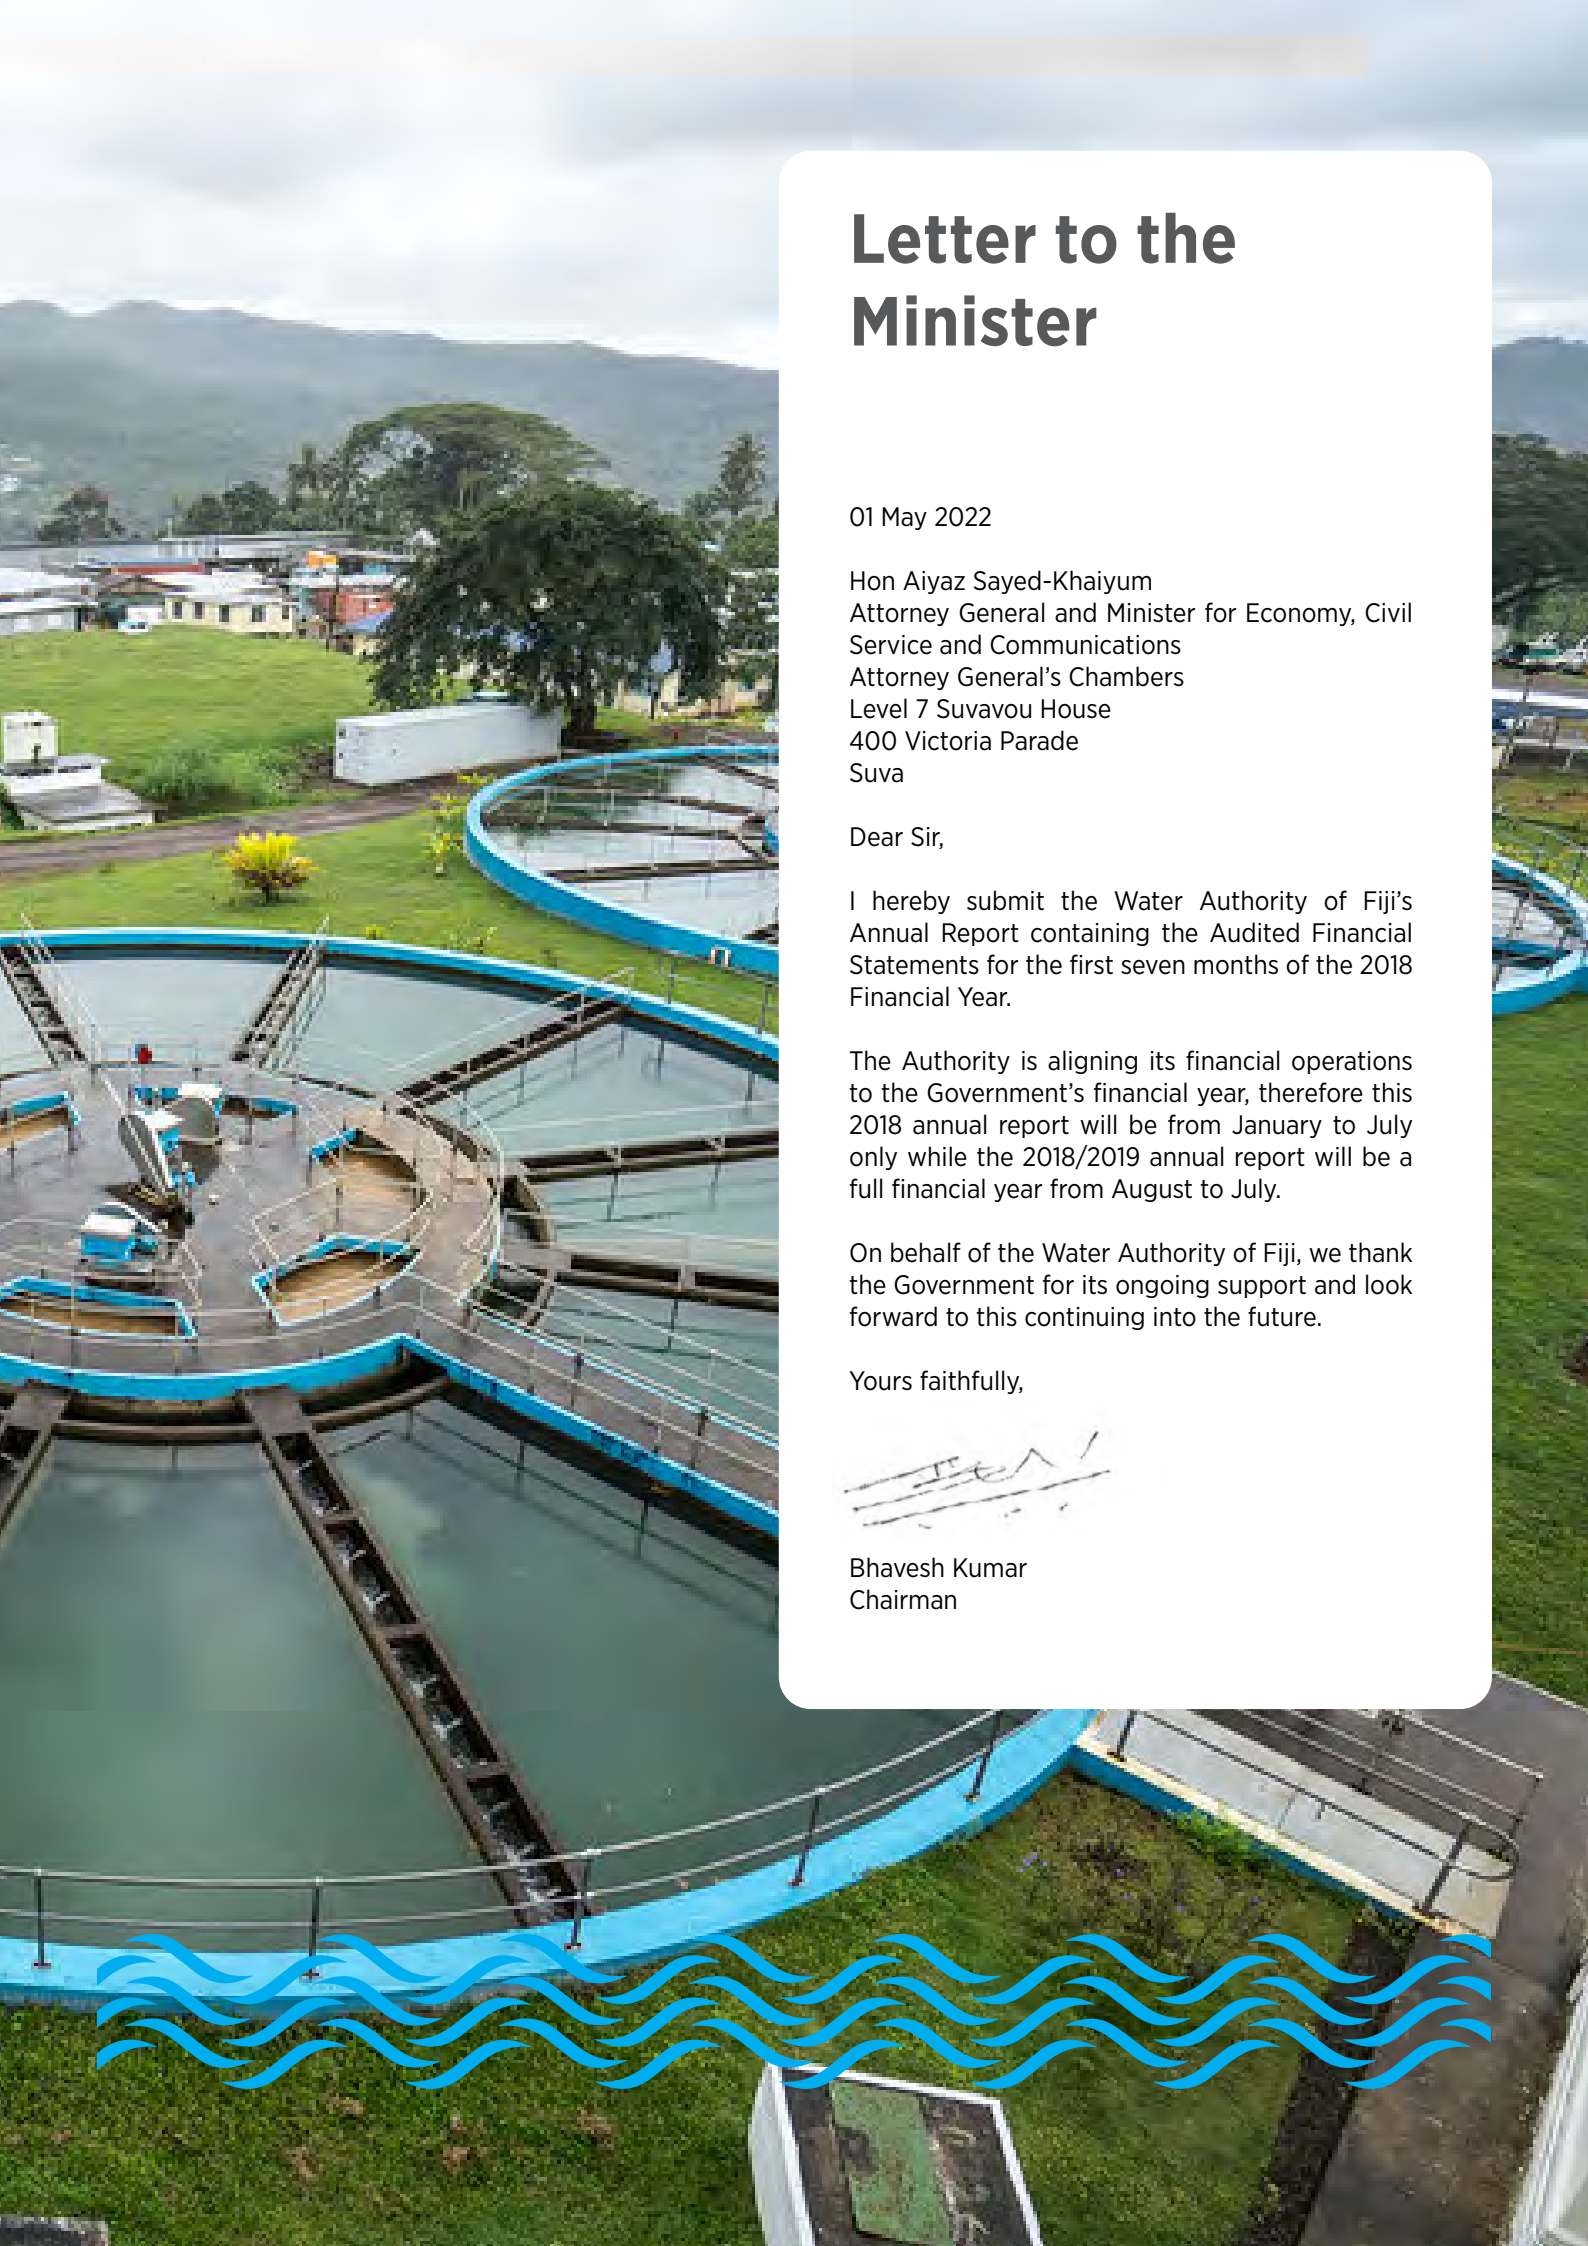 Letter to the
Minister
01 May 2022
Hon Aiyaz Sayed-Khaiyum
Attorney General and Minister for Economy, Civil
Service and Communications
Attorney General’s Chambers
Level 7 Suvavou House
400 Victoria Parade
Suva
Dear Sir,
I hereby submit the Water Authority of Fiji’s
Annual Report containing the Audited Financial
Statements for the first seven months of the 2018
Financial Year.
The Authority is aligning its financial operations
to the Government’s financial year, therefore this
2018 annual report will be from January to July
only while the 2018/2019 annual report will be a
full financial year from August to July.
On behalf of the Water Authority of Fiji, we thank
the Government for its ongoing support and look
forward to this continuing into the future.
Yours faithfully,
Bhavesh Kumar
Chairman